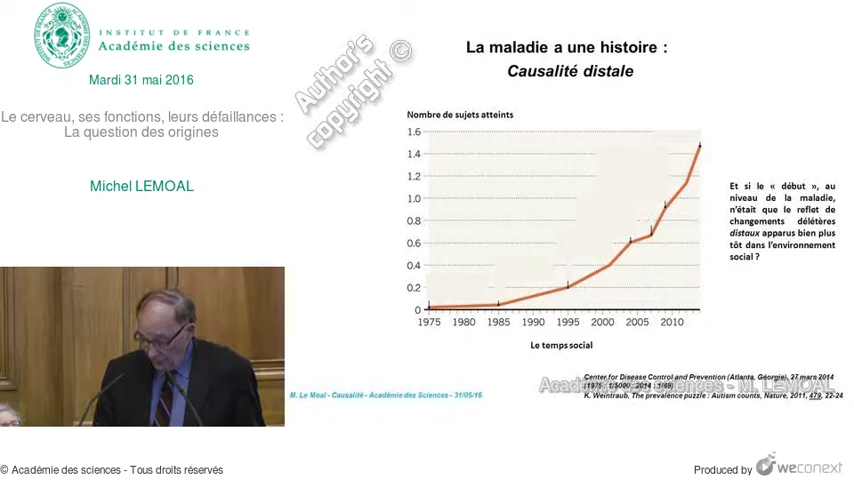 INSTITUT DE FRANCE
Académie des sciences
Mardi 31 mai 2016
Le cerveau, ses fonctions, leurs défaillances :
La question des origines
Michel LEMOAL
Author's
copyright ©
La maladie a une histoire :
Causalité distale
Nombre de sujets atteints
1.6
1.4
1.2
1.0
0.8
0.6
0.4
0.2
0
1975 1980 1985 1990 1995 2000 2005 2010
Le temps social
Et si le « début », au
niveau de la maladie,
n'était que le reflet de
changements délétères
distaux apparus bien plus
tôt dans l'environnement
social ?
Center for Disease Control and Prevention (Atlanta, Géorgie), 27 mars 2014
(1975 : 1/5000 ; 2014 : 1/68)
Académie des sciences - M. LEMOAL
K. Weintraub, The prevalence puzzle : Autism counts, Nature, 2011, 479, 22-24
M. Le Moal - Causalité - Académie des Sciences - 31/05/16
© Académie des sciences - Tous droits réservés
Produced by weconext